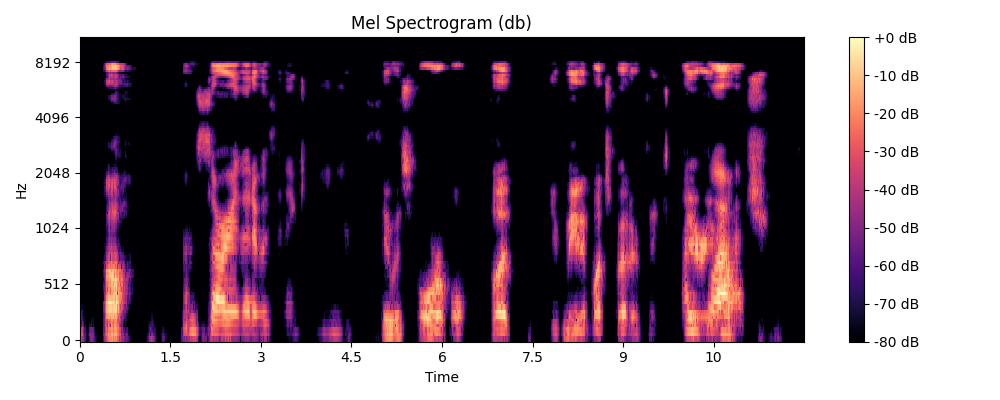 Mel Spectrogram (db)
Hz
8192
4096
2048
1024
512
0
0 1.5 3 4.5 6 7.5 9 10
Time
+0 dB
-10 dB
-20 dB
-30 dB
-40 dB
-50 dB
-60 dB
-70 dB
-80 dB